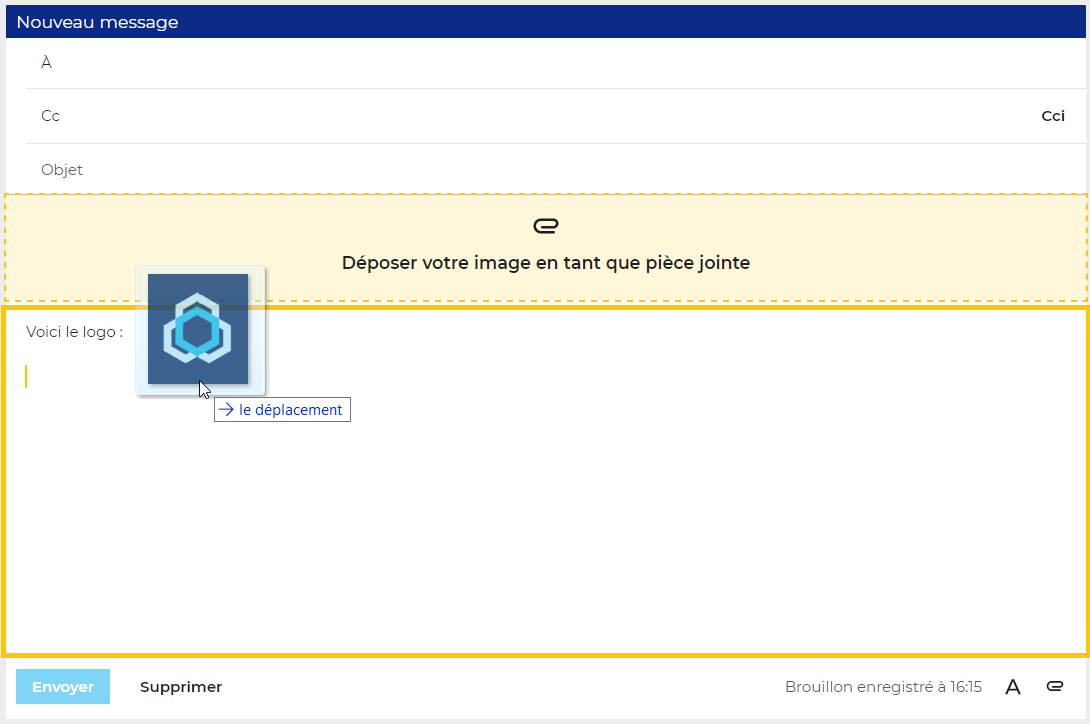 Nouveau message
À
Cc
Cci
Objet
Déposer votre image en tant que pièce jointe
Voici le logo :
le déplacement
Envoyer
Supprimer
Brouillon enregistré à 16:15
A